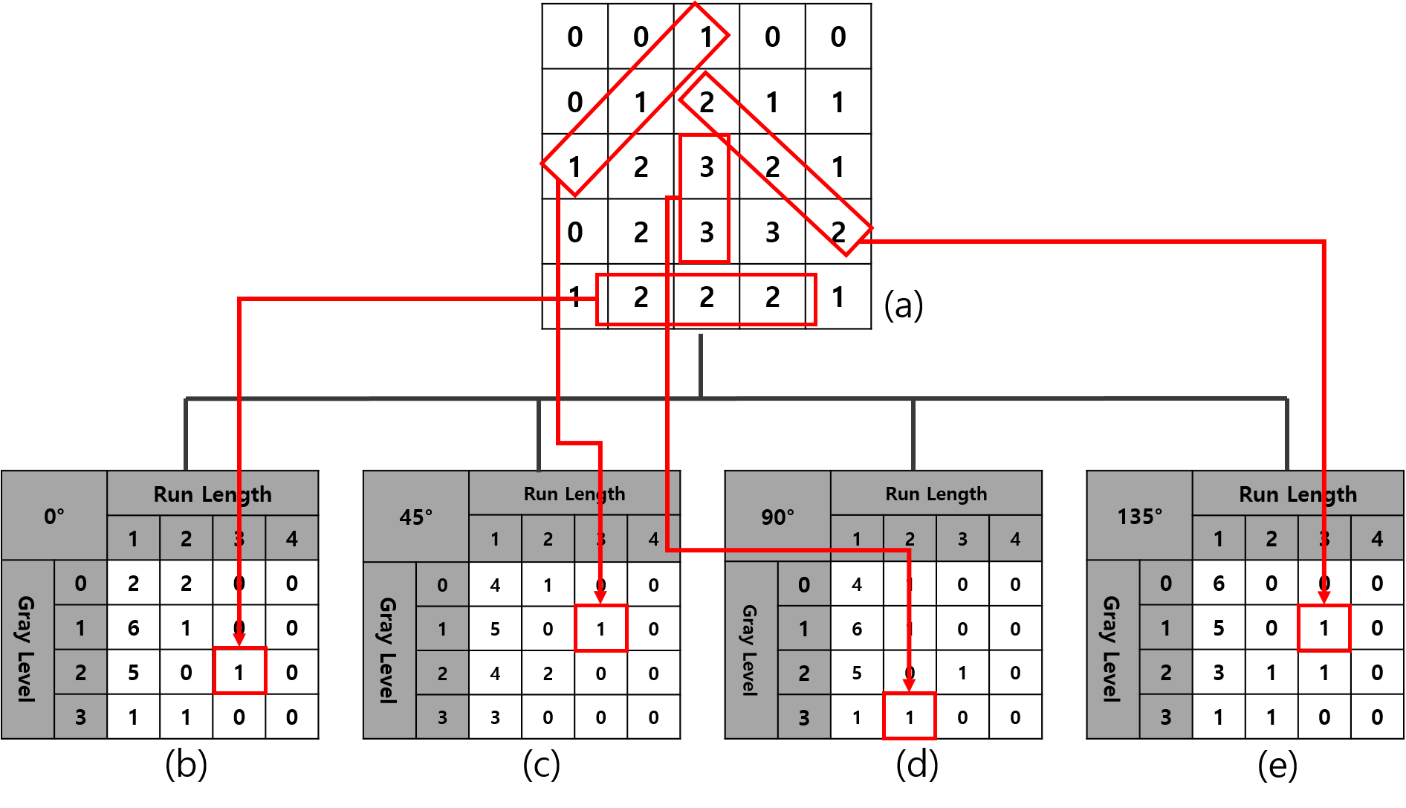 0 0 1 0 0
0 1 2 1 1
1 2 3 2 1
0 2 3 3 2
1 2 2 2 1
(a)
0°
Run Length
1 2 3 4
Gray Level
0 2 2 0 0
1 6 1 0 0
2 5 0 1 0
3 1 1 0 0
(b)
45°
Run Length
1 2 3 4
Gray Level
0 4 1 0 0
1 5 0 1 0
2 4 2 0 0
3 3 0 0 0
(c)
90°
Run Length
1 2 3 4
Gray Level
0 4 1 0 0
1 6 1 0 0
2 5 0 1 0
3 1 1 0 0
(d)
135°
Run Length
1 2 3 4
Gray Level
0 6 0 0 0
1 5 0 1 0
2 3 1 1 0
3 1 1 0 0
(e)